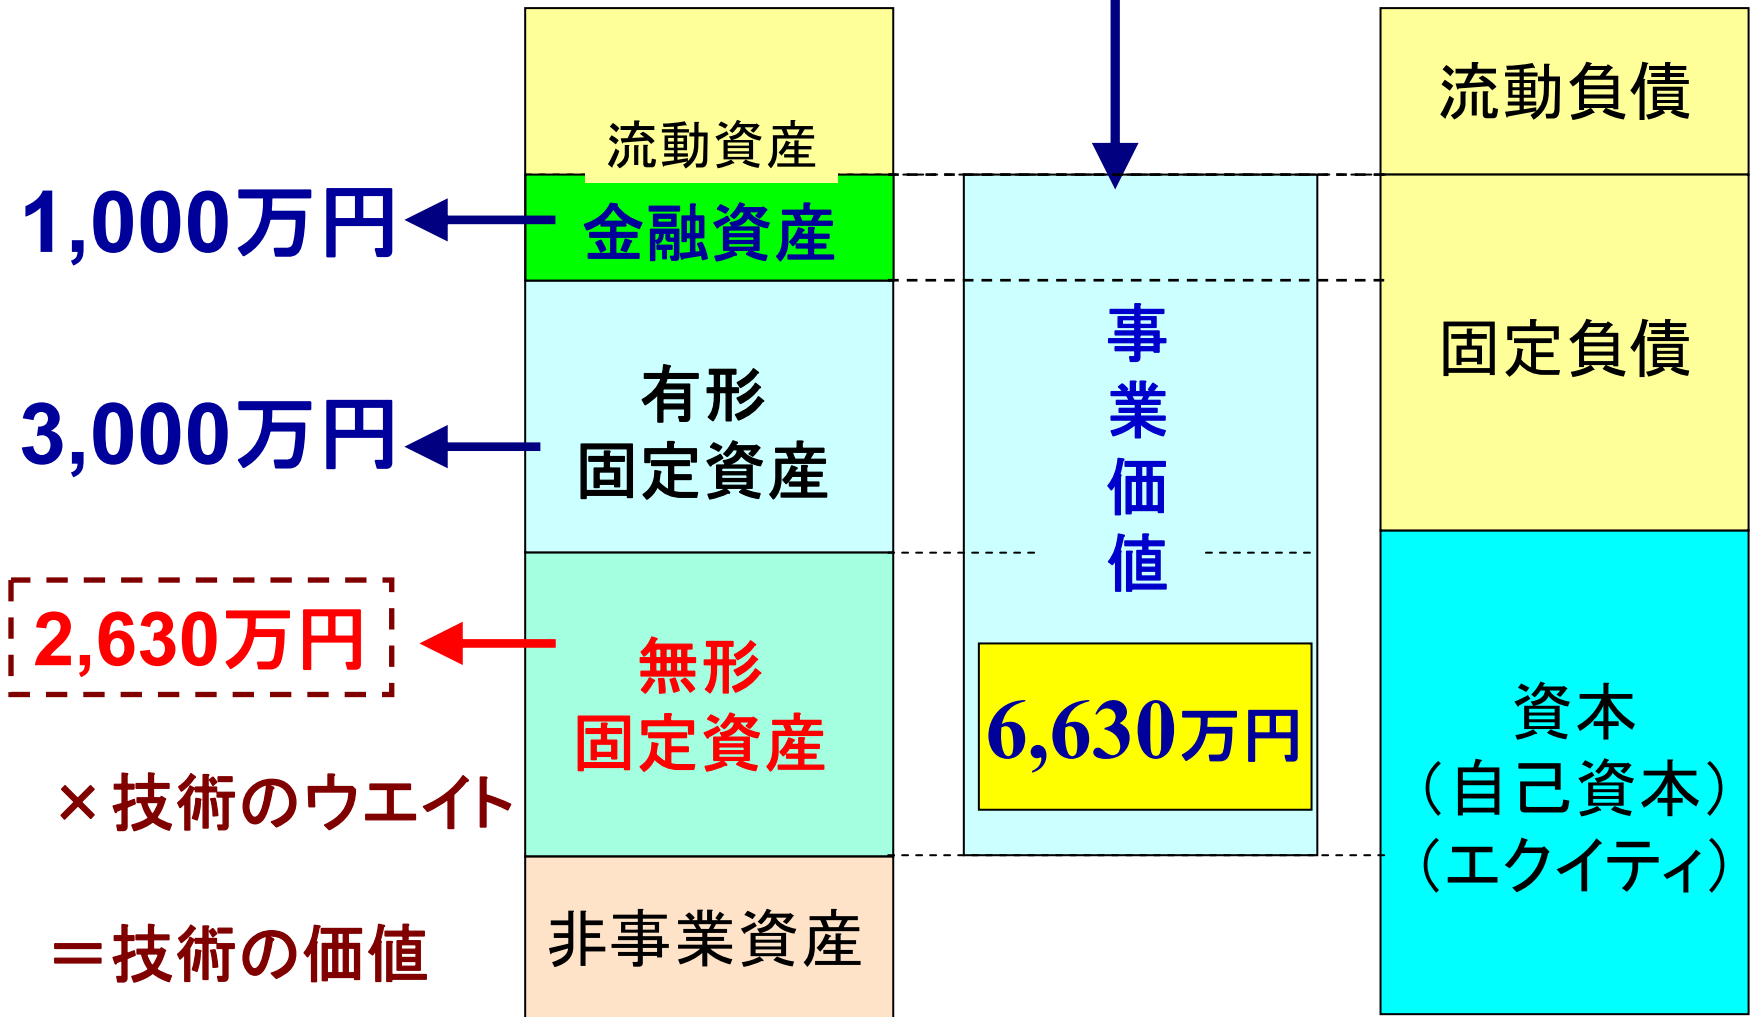 流動資産
流動負債
1,000万円
金融資産
事業価値
固定負債
有形
固定資産
3,000万円
2,630万円
無形
固定資産
6,630万円
資本
(自己資本)
(エクイティ)
×技術のウエイト
=技術の価値
非事業資産